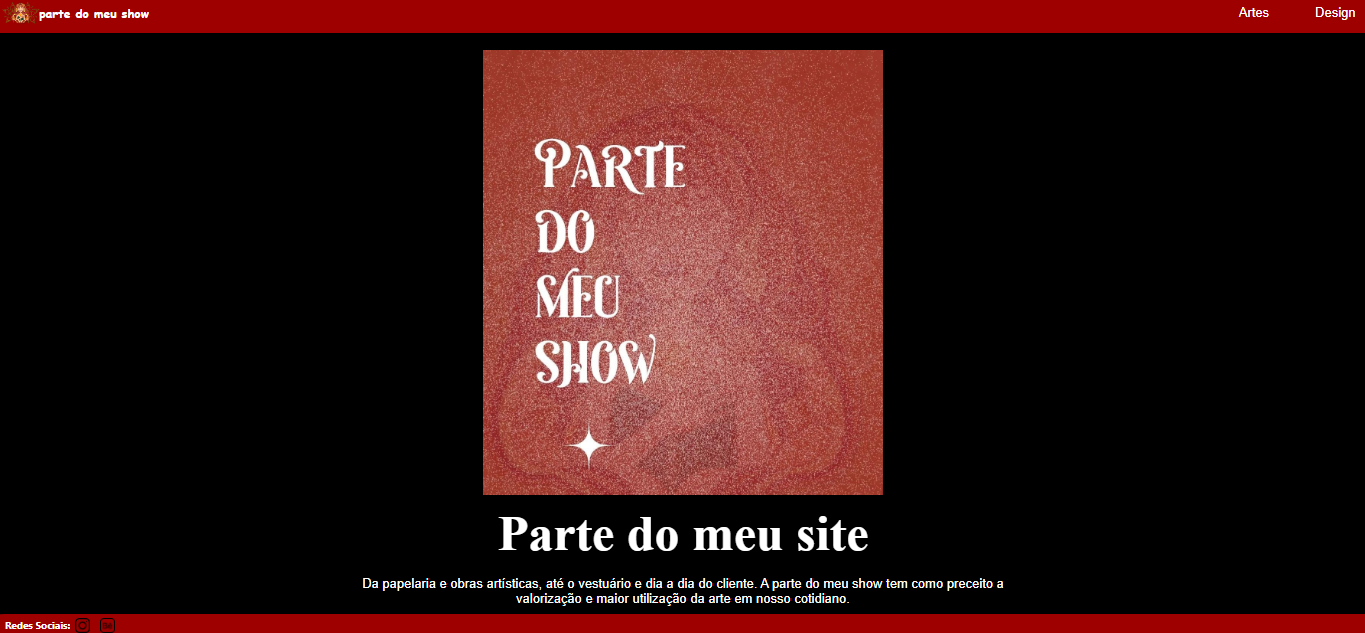 parte do meu show
Artes
Design
PARTE
DO
MEU
SHOW
Parte do meu site
Da papelaria e obras artísticas, até o vestuário e dia a dia do cliente. A parte do meu show tem como preceito a
valorização e maior utilização da arte em nosso cotidiano.
Redes Sociais: